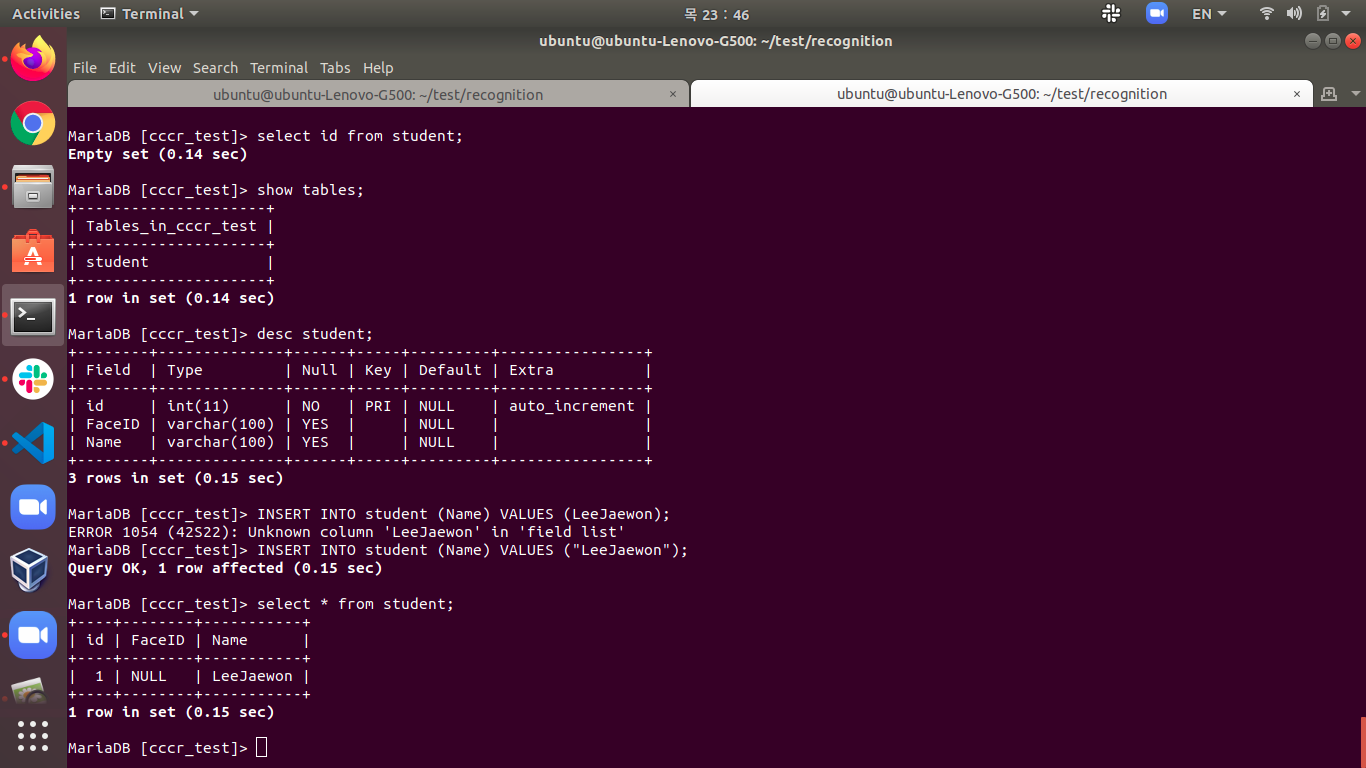 Activities Terminal 목 23 : 46 EN
ubuntu@ubuntu-Lenovo-G500: ~/test/recognition
File Edit View Search Terminal Tabs Help
ubuntu@ubuntu-Lenovo-G500: ~/test/recognition × ubuntu@ubuntu-Lenovo-G500: ~/test/recognition ×
MariaDB [cccr_test]> select id from student;
Empty set (0.14 sec)
MariaDB [cccr_test]> show tables;
+---------------------+
| Tables_in_cccr_test |
+---------------------+
| student             |
+---------------------+
1 row in set (0.14 sec)
MariaDB [cccr_test]> desc student;
+--------+--------------+------+-----+---------+----------------+
| Field  | Type         | Null | Key | Default | Extra          |
+--------+--------------+------+-----+---------+----------------+
| id     | int(11)      | NO   | PRI | NULL    | auto_increment |
| FaceID | varchar(100) | YES  |     | NULL    |                |
| Name   | varchar(100) | YES  |     | NULL    |                |
+--------+--------------+------+-----+---------+----------------+
3 rows in set (0.15 sec)
MariaDB [cccr_test]> INSERT INTO student (Name) VALUES (LeeJaewon);
ERROR 1054 (42S22): Unknown column 'LeeJaewon' in 'field list'
MariaDB [cccr_test]> INSERT INTO student (Name) VALUES ("LeeJaewon");
Query OK, 1 row affected (0.15 sec)
MariaDB [cccr_test]> select * from student;
+----+--------+-----------+
| id | FaceID | Name      |
+----+--------+-----------+
|  1 | NULL   | LeeJaewon |
+----+--------+-----------+
1 row in set (0.15 sec)
MariaDB [cccr_test]>